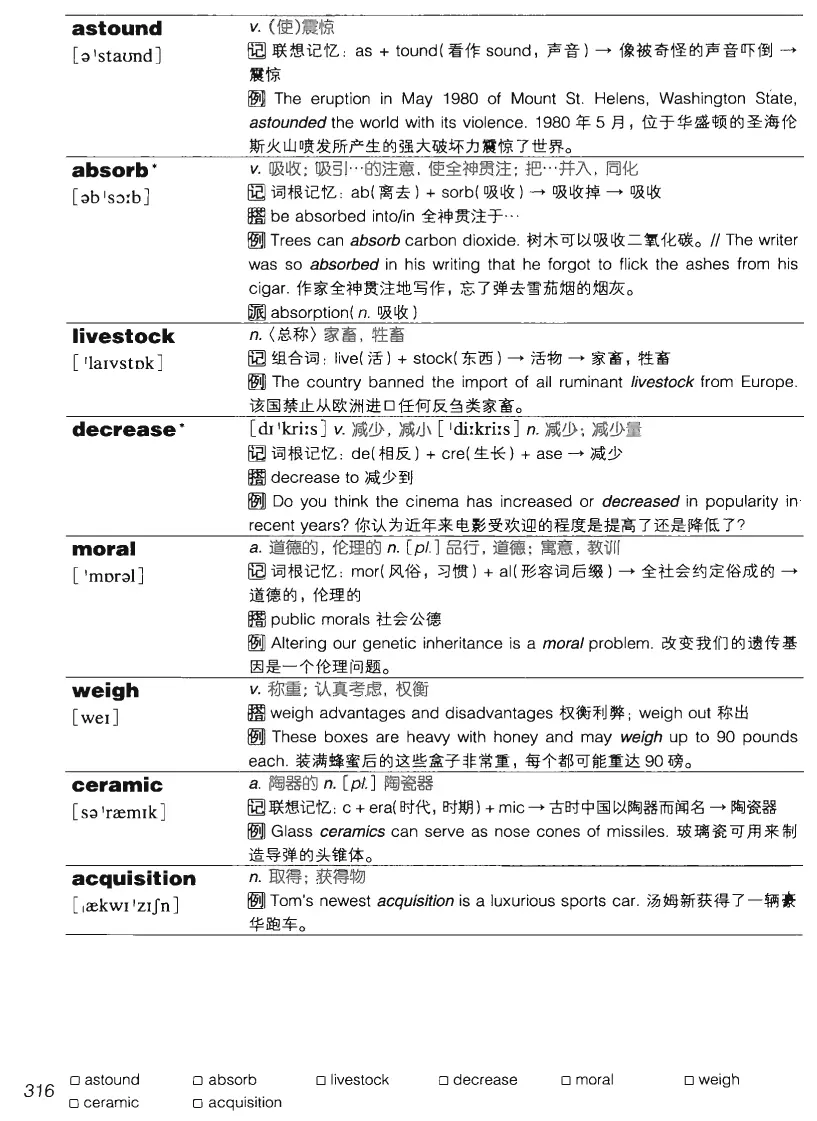 astound v. (使)震惊
[ə'staʊnd] 记 联想记忆: as + tound(看作 sound, 声音) → 像被奇怪的声音吓倒 →
震惊
例 The eruption in May 1980 of Mount St. Helens, Washington State,
astounded the world with its violence. 1980 年 5 月, 位于华盛顿的圣海伦
斯火山喷发所产生的强大破坏力震惊了世界。
absorb* v. 吸收; 吸引…的注意, 使全神贯注; 把…并入, 同化
[əb'sɔːb] 记 词根记忆: ab(离去) + sorb(吸收) → 吸收掉 → 吸收
搭 be absorbed into/in 全神贯注于…
例 Trees can absorb carbon dioxide. 树木可以吸收二氧化碳。// The writer
was so absorbed in his writing that he forgot to flick the ashes from his
cigar. 作家全神贯注地写作, 忘了弹去雪茄烟的烟灰。
派 absorption(n. 吸收)
livestock n. 〈总称〉家畜, 牲畜
['laɪvstɒk] 记 组合词: live(活) + stock(东西) → 活物 → 家畜, 牲畜
例 The country banned the import of all ruminant livestock from Europe.
该国禁止从欧洲进口任何反刍类家畜。
decrease* [dɪ'kriːs] v. 减少, 减小 ['diːkriːs] n. 减少; 减少量
记 词根记忆: de(相反) + cre(生长) + ase → 减少
搭 decrease to 减少到
例 Do you think the cinema has increased or decreased in popularity in
recent years? 你认为近年来电影受欢迎的程度是提高了还是降低了?
moral a. 道德的, 伦理的 n. [pl.] 品行, 道德; 寓意, 教训
['mɒrəl] 记 词根记忆: mor(风俗, 习惯) + al(形容词后缀) → 全社会约定俗成的 →
道德的, 伦理的
搭 public morals 社会公德
例 Altering our genetic inheritance is a moral problem. 改变我们的遗传基
因是一个伦理问题。
weigh v. 称重; 认真考虑, 权衡
[weɪ] 搭 weigh advantages and disadvantages 权衡利弊; weigh out 称出
例 These boxes are heavy with honey and may weigh up to 90 pounds
each. 装满蜂蜜后的这些盒子非常重, 每个都可能重达 90 磅。
ceramic a. 陶器的 n. [pl.] 陶瓷器
[sə'ræmɪk] 记 联想记忆: c + era(时代, 时期) + mic → 古时中国以陶器而闻名 → 陶瓷器
例 Glass ceramics can serve as nose cones of missiles. 玻璃瓷可用来制
造导弹的头锥体。
acquisition n. 取得; 获得物
[ˌækwɪ'zɪʃn] 例 Tom's newest acquisition is a luxurious sports car. 汤姆新获得了一辆豪
华跑车。
316 □ astound □ absorb □ livestock □ decrease □ moral □ weigh
□ ceramic □ acquisition